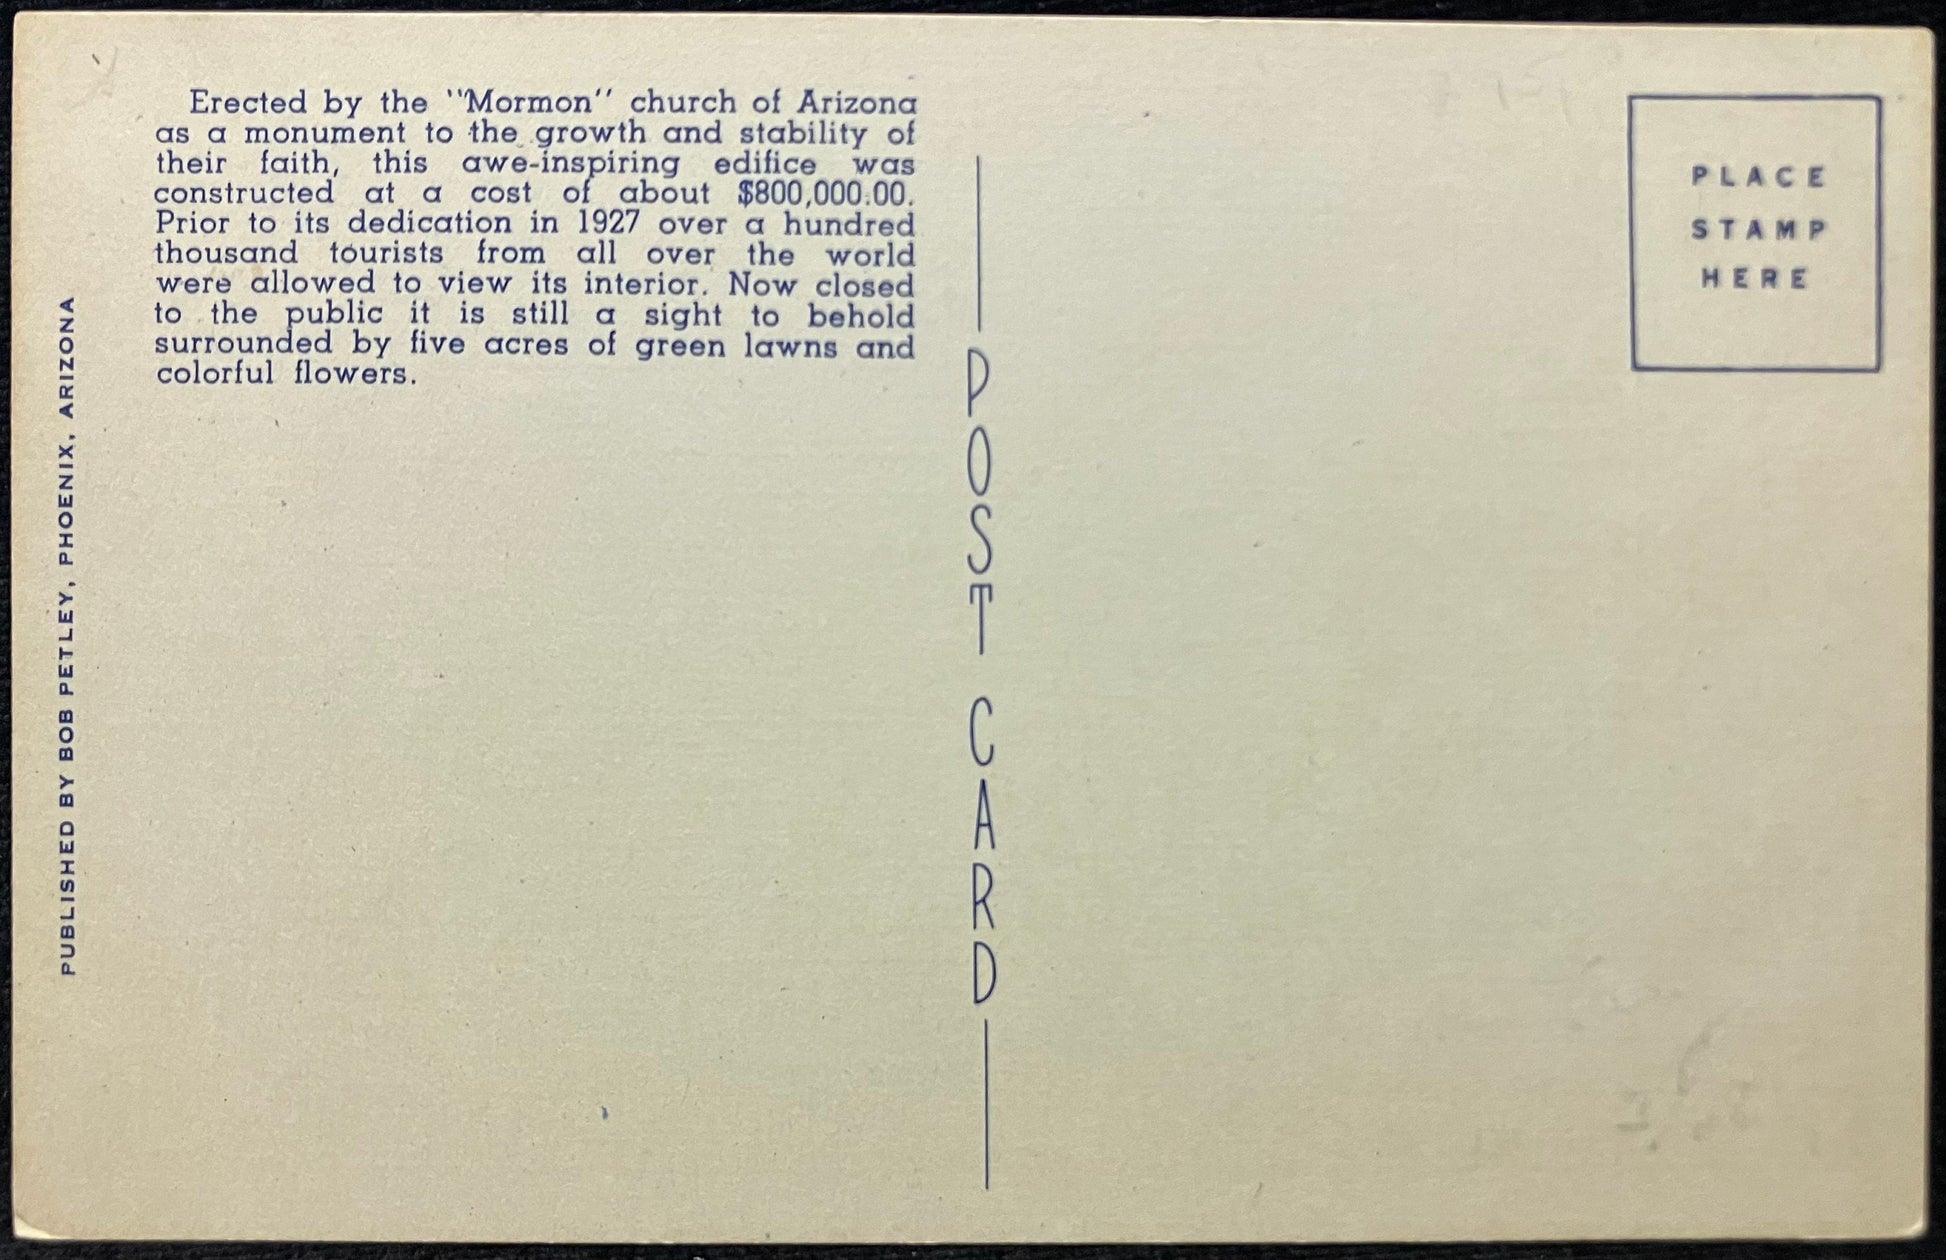 Erected by the "Mormon" church of Arizona
as a monument to the growth and stability of
their faith, this awe-inspiring edifice was
constructed at a cost of about $800,000.00.
Prior to its dedication in 1927 over a hundred
thousand tourists from all over the world
were allowed to view its interior. Now closed
to the public it is still a sight to behold
surrounded by five acres of green lawns and
colorful flowers.
PUBLISHED BY BOB PETLEY, PHOENIX, ARIZONA
POST CARD
PLACE
STAMP
HERE